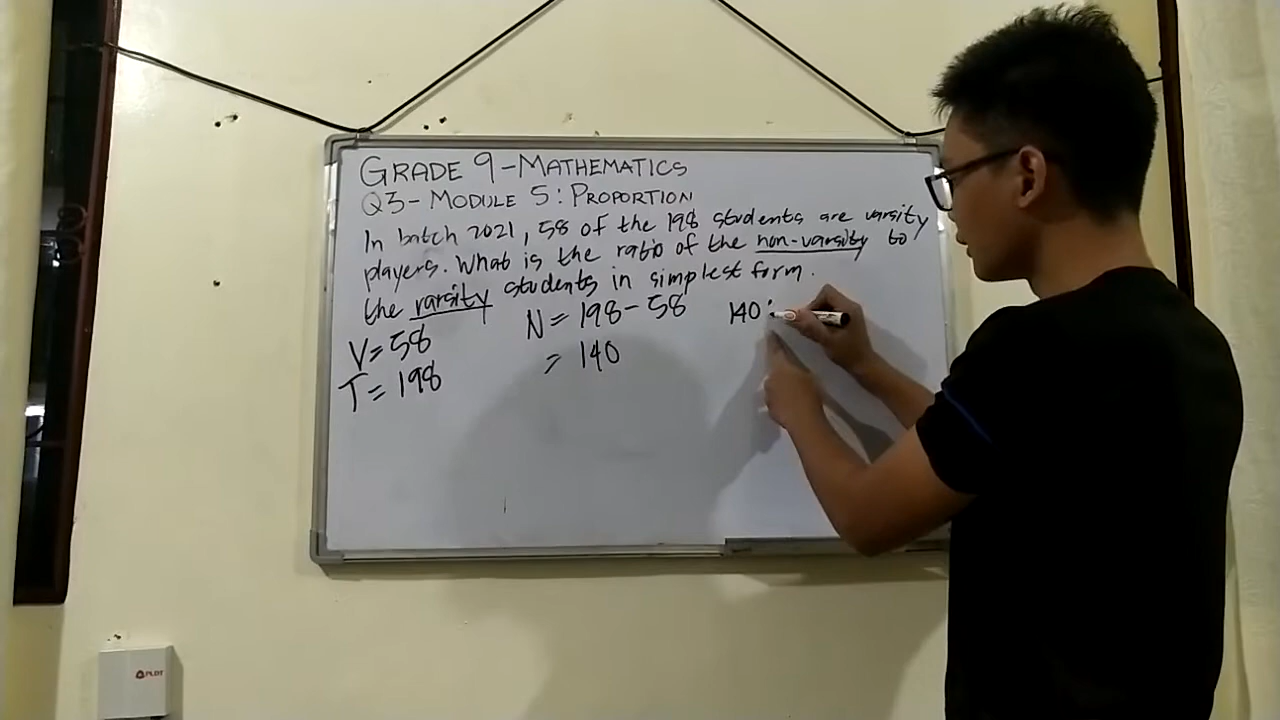 GRADE 9-MATHEMATICS
Q3- MODULE 5: PROPORTION
In batch 2021, 58 of the 198 students are varsity
players. What is the ratio of the non-varsity to
the varsity students in simplest form.
V=58
T=198
N=198-58
=140
140:
PLDT